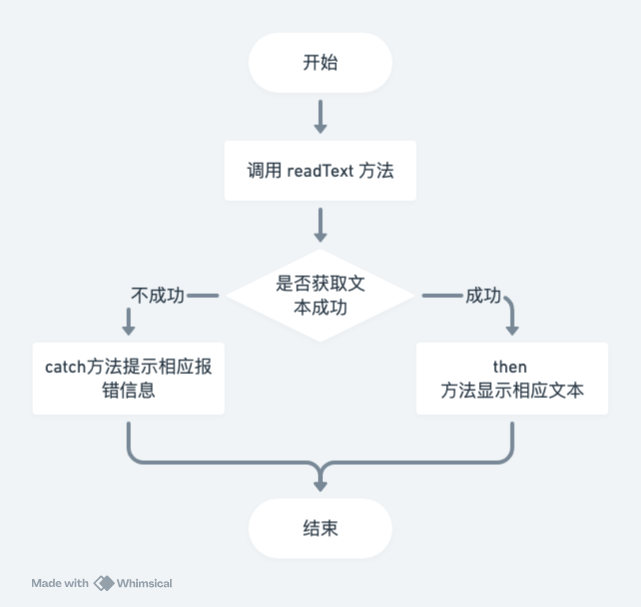 开始
调用 readText 方法
是否获取文
本成功
不成功
成功
catch方法提示相应报
错信息
then
方法显示相应文本
结束
Made with Whimsical